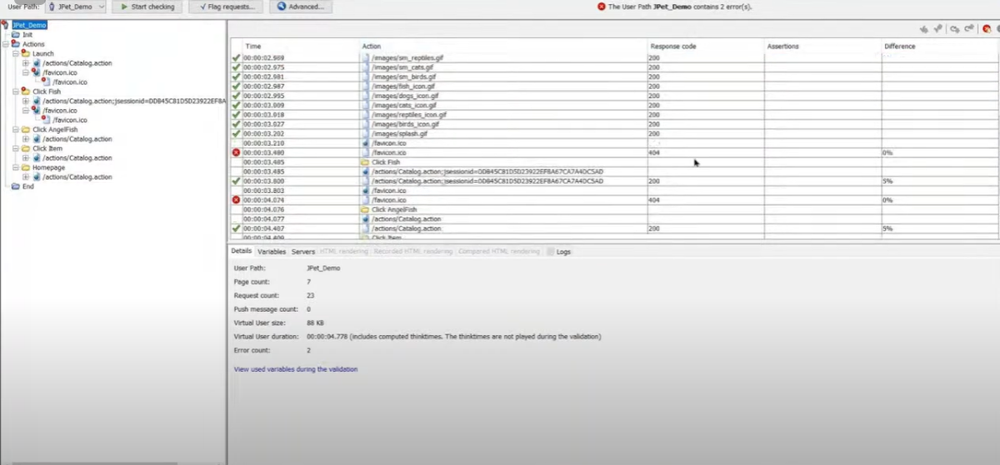 User Path: JPet_Demo Start checking Flag requests... Advanced... The User Path JPet_Demo contains 2 error(s).
JPet_Demo
Init
Actions
Launch
/actions/Catalog.action
/favicon.ico
/favicon.ico
Click Fish
/actions/Catalog.action;jsessionid=DDB45C81D5D23922EF8A
/favicon.ico
/favicon.ico
Click AngelFish
/actions/Catalog.action
Click Item
/actions/Catalog.action
Homepage
/actions/Catalog.action
End
Time Action Response code Assertions Difference
00:00:02.969 /images/sm_reptiles.gif 200
00:00:02.975 /images/sm_cats.gif 200
00:00:02.981 /images/sm_birds.gif 200
00:00:02.987 /images/fish_icon.gif 200
00:00:02.995 /images/dogs_icon.gif 200
00:00:03.009 /images/cats_icon.gif 200
00:00:03.018 /images/reptiles_icon.gif 200
00:00:03.027 /images/birds_icon.gif 200
00:00:03.202 /images/splash.gif 200
00:00:03.210 /favicon.ico
00:00:03.480 /favicon.ico 404 0%
00:00:03.485 Click Fish
00:00:03.485 /actions/Catalog.action;jsessionid=DDB45C81D5D23922EF8A67CA7A4DC5AD
00:00:03.800 /actions/Catalog.action;jsessionid=DDB45C81D5D23922EF8A67CA7A4DC5AD 200 5%
00:00:03.803 /favicon.ico
00:00:04.074 /favicon.ico 404 0%
00:00:04.076 Click AngelFish
00:00:04.077 /actions/Catalog.action
00:00:04.407 /actions/Catalog.action 200 5%
00:00:04.409 Click Item
Details Variables Servers HTML rendering Recorded HTML rendering Compared HTML rendering Logs
User Path: JPet_Demo
Page count: 7
Request count: 23
Push message count: 0
Virtual User size: 88 KB
Virtual User duration: 00:00:04.778 (includes computed thinktimes. The thinktimes are not played during the validation)
Error count: 2
View used variables during the validation